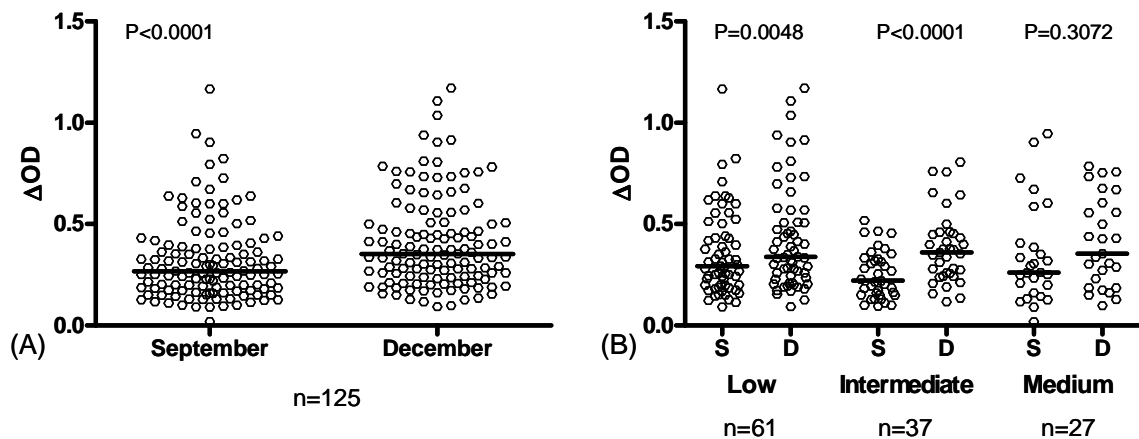 P<0.0001
1.5
1.0
0.5
0.0
ΔOD
September December
(A)
n=125
P=0.0048 P<0.0001 P=0.3072
1.5
1.0
0.5
0.0
ΔOD
S D S D S D
(B)
Low Intermediate Medium
n=61 n=37 n=27